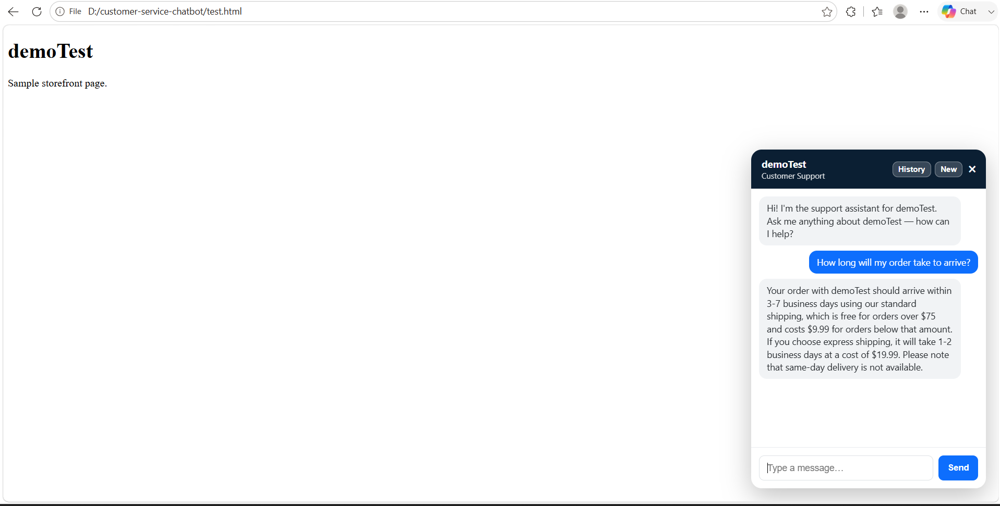 File D:/customer-service-chatbot/test.html
Chat
demoTest
Sample storefront page.
demoTest
Customer Support
History
New
Hi! I'm the support assistant for demoTest.
Ask me anything about demoTest — how can
I help?
How long will my order take to arrive?
Your order with demoTest should arrive within
3-7 business days using our standard
shipping, which is free for orders over $75
and costs $9.99 for orders below that amount.
If you choose express shipping, it will take 1-2
business days at a cost of $19.99. Please note
that same-day delivery is not available.
Type a message…
Send